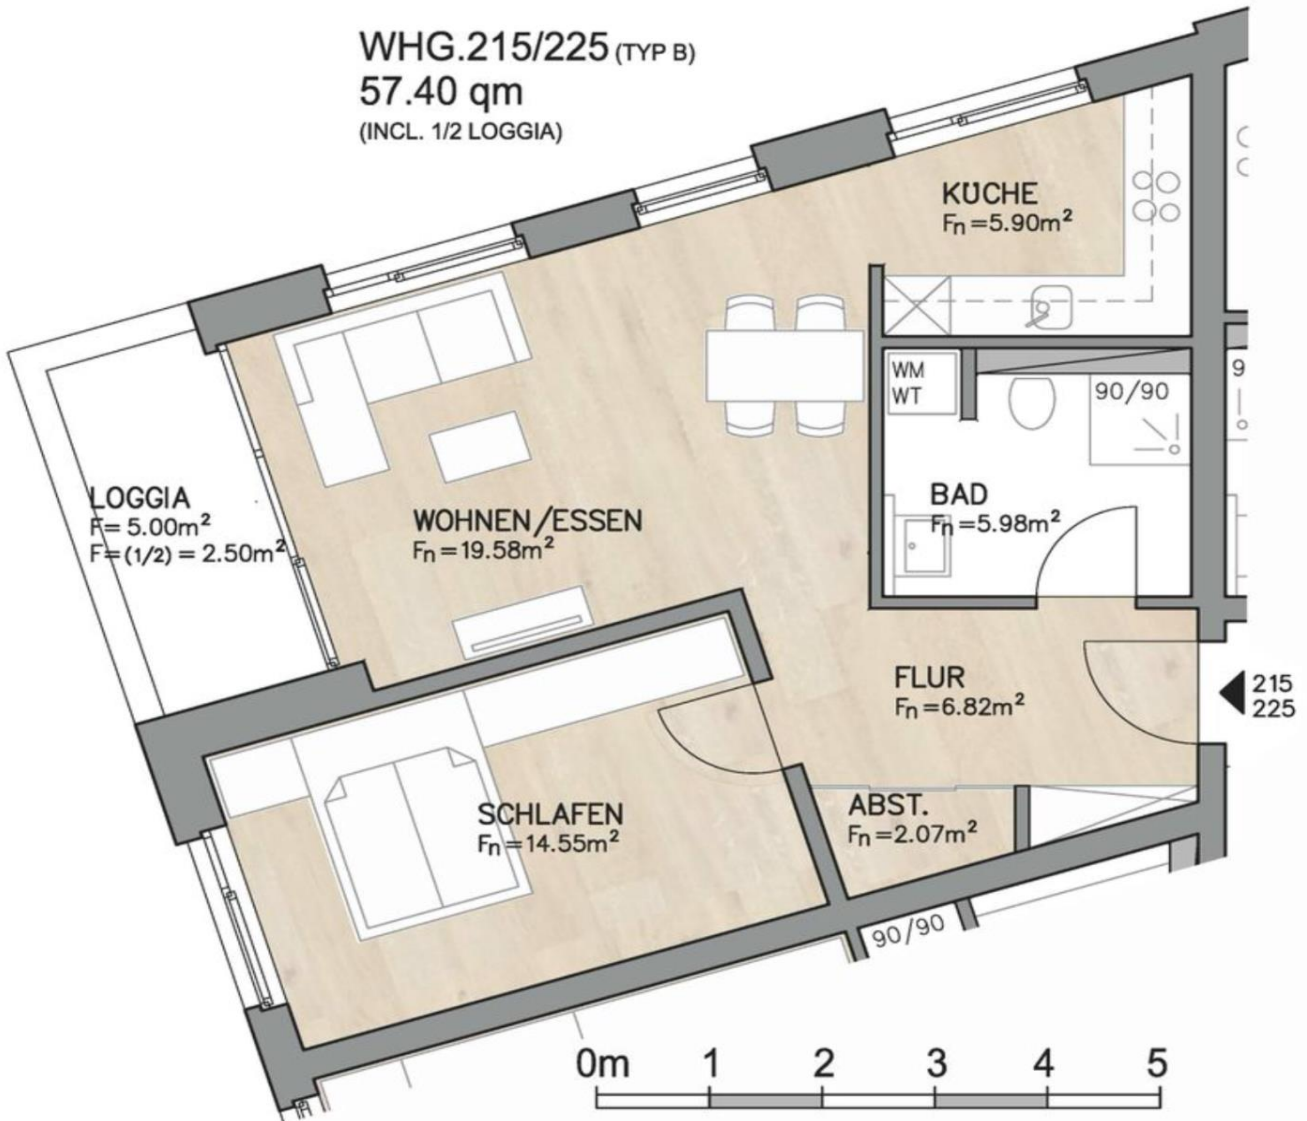 WHG.215/225 (TYP B)
57.40 qm
(INCL. 1/2 LOGGIA)
KÜCHE
Fn=5.90m²
WM
WT
90/90
9
LOGGIA
F= 5.00m²
F=(1/2) = 2.50m²
WOHNEN/ESSEN
Fn=19.58m²
BAD
Fn=5.98m²
FLUR
Fn=6.82m²
215
225
SCHLAFEN
Fn=14.55m²
ABST.
Fn=2.07m²
90/90
0m 1 2 3 4 5